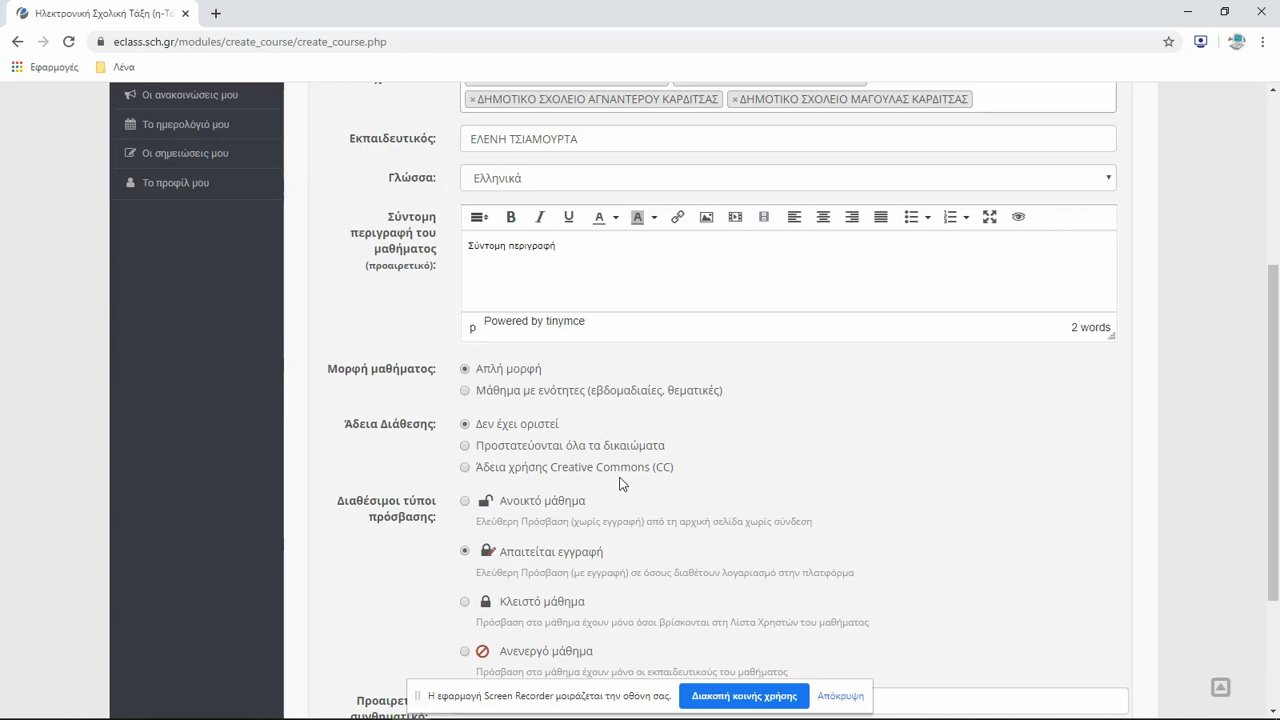 Ηλεκτρονική Σχολική Τάξη (η-Τά
eclass.sch.gr/modules/create_course/create_course.php
Εφαρμογές Λένα
Οι ανακοινώσεις μου
Το ημερολόγιό μου
Οι σημειώσεις μου
Το προφίλ μου
× ΔΗΜΟΤΙΚΟ ΣΧΟΛΕΙΟ ΑΓΝΑΝΤΕΡΟΥ ΚΑΡΔΙΤΣΑΣ × ΔΗΜΟΤΙΚΟ ΣΧΟΛΕΙΟ ΜΑΓΟΥΛΑΣ ΚΑΡΔΙΤΣΑΣ
Εκπαιδευτικός: ΕΛΕΝΗ ΤΣΙΑΜΟΥΡΤΑ
Γλώσσα: Ελληνικά
Σύντομη
περιγραφή του
μαθήματος
(προαιρετικό):
Σύντομη περιγραφή
p Powered by tinymce 2 words
Μορφή μαθήματος: Απλή μορφή
Μάθημα με ενότητες (εβδομαδιαίες, θεματικές)
Άδεια Διάθεσης: Δεν έχει οριστεί
Προστατεύονται όλα τα δικαιώματα
Άδεια χρήσης Creative Commons (CC)
Διαθέσιμοι τύποι
πρόσβασης:
Ανοικτό μάθημα
Ελεύθερη Πρόσβαση (χωρίς εγγραφή) από τη αρχική σελίδα χωρίς σύνδεση
Απαιτείται εγγραφή
Ελεύθερη Πρόσβαση (με εγγραφή) σε όσους διαθέτουν λογαριασμό στην πλατφόρμα
Κλειστό μάθημα
Πρόσβαση στο μάθημα έχουν μόνο όσοι βρίσκονται στη Λίστα Χρηστών του μαθήματος
Ανενεργό μάθημα
Πρόσβαση στο μάθημα έχουν μόνο οι εκπαιδευτικούς του μαθήματος
Η εφαρμογή Screen Recorder μοιράζεται την οθόνη σας. Διακοπή κοινής χρήσης Απόκρυψη
Προαιρετ
συνθηματικό: